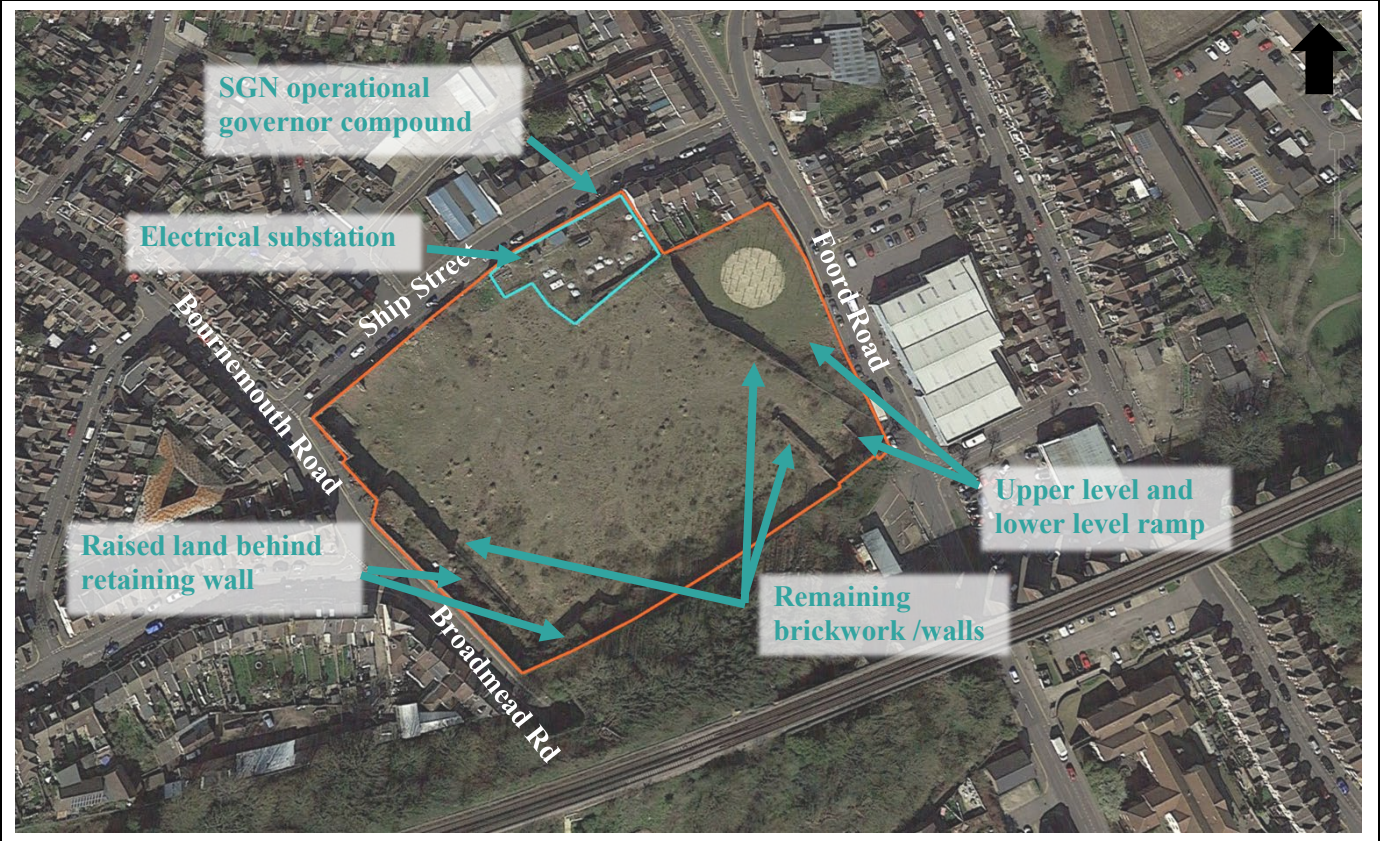 SGN operational
governor compound
Electrical substation
Ship Street
Foord Road
Bournemouth Road
Upper level and
lower level ramp
Raised land behind
retaining wall
Remaining
brickwork /walls
Broadmead Rd